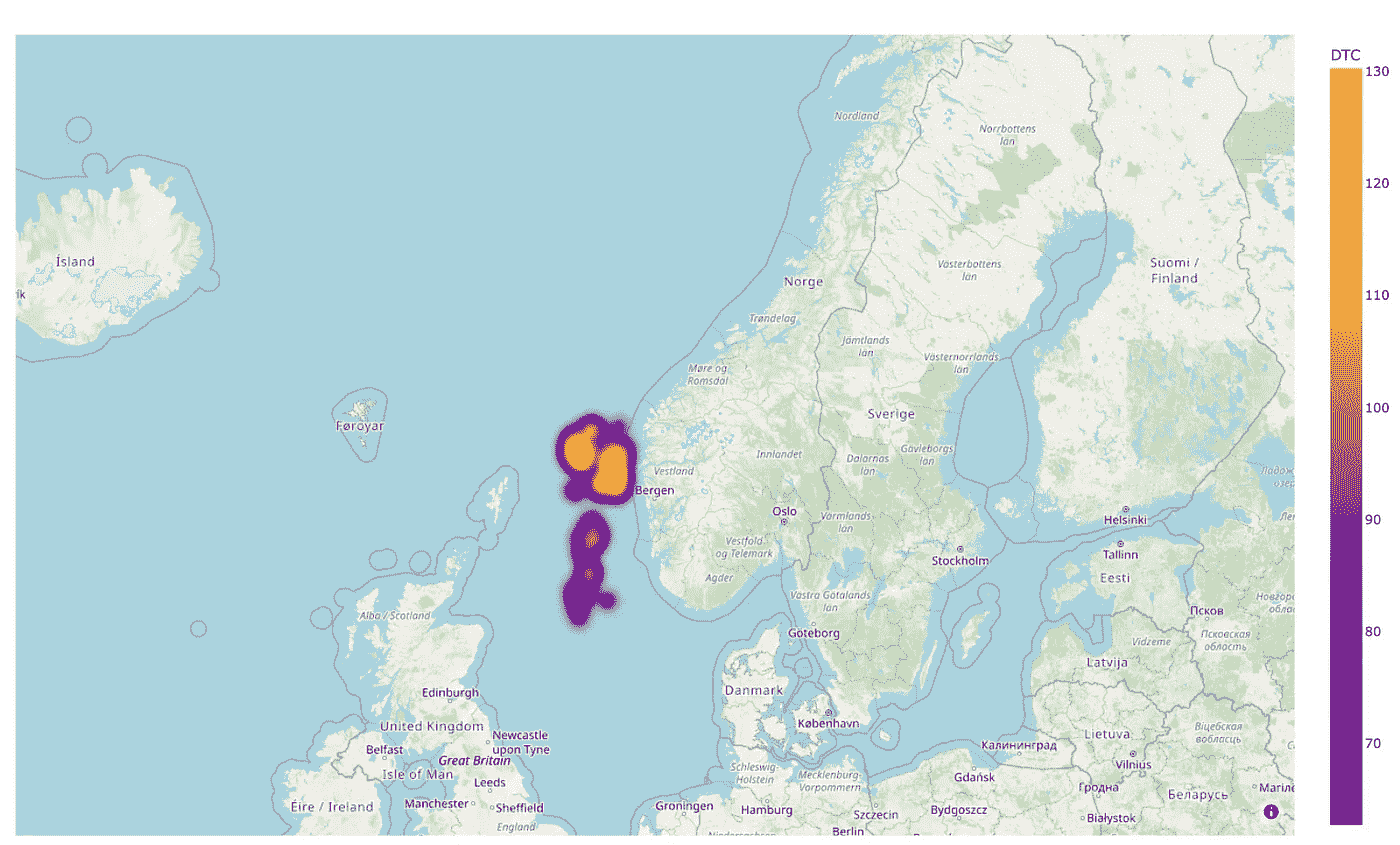 DTC
130
120
110
100
90
80
70
Nordland
Norrbottens
län
Ísland
Norge
Västerbottens
län
Suomi /
Finland
Trøndelag
Jämtlands
län
Västernorrlands
län
Møre og
Romsdal
Føroyar
Sverige
Innlandet
Dalarnas
län
Gävleborgs
län
Vestland
Bergen
Oslo
Värmlands
län
Helsinki
Vestfold
og Telemark
Stockholm
Tallinn
Eesti
Agder
Västra Götalands
län
Alba / Scotland
Göteborg
Псков
Псковская
область
Vidzeme
Latvija
Edinburgh
Danmark
København
United Kingdom
Newcastle
upon Tyne
Belfast
Great Britain
Isle of Man
Leeds
Калининград
Lietuva
Віцебская
вобласць
Vilnius
Schleswig-
Holstein
Mecklenburg-
Vorpommern
Gdańsk
Гродна
Беларусь
Éire / Ireland
Manchester
Sheffield
England
Groningen
Hamburg
Szczecin
Bydgoszcz
Białystok
Berlin